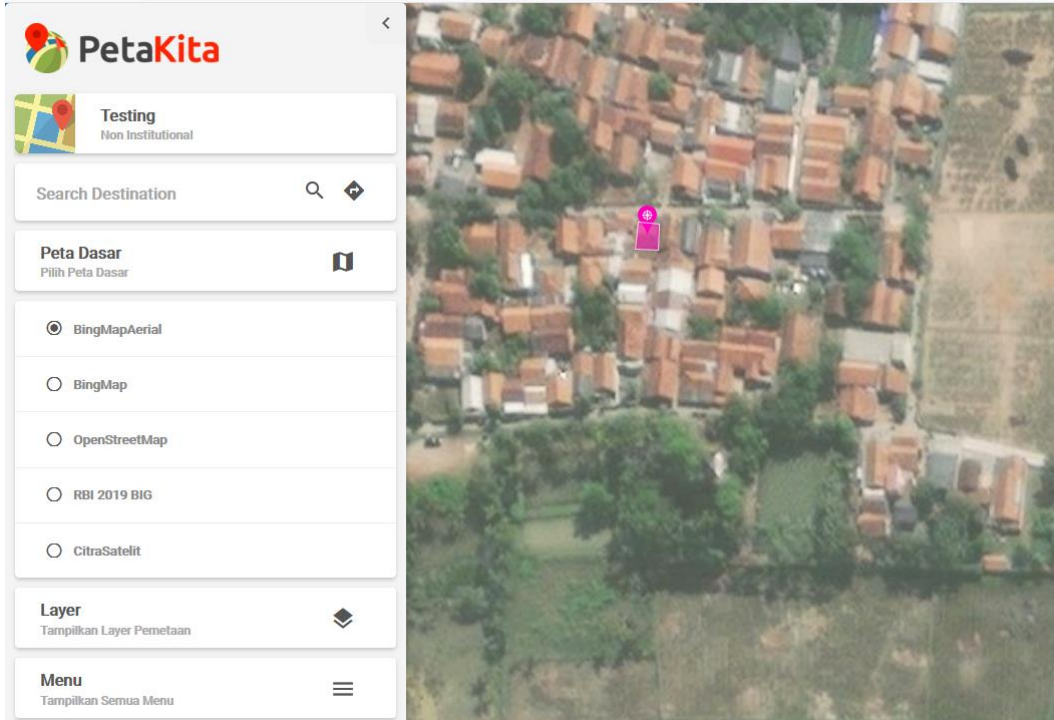 PetaKita
Testing
Non Institutional
Search Destination
Peta Dasar
Pilih Peta Dasar
BingMapAerial
BingMap
OpenStreetMap
RBI 2019 BIG
CitraSatelit
Layer
Tampilkan Layer Pemetaan
Menu
Tampilkan Semua Menu